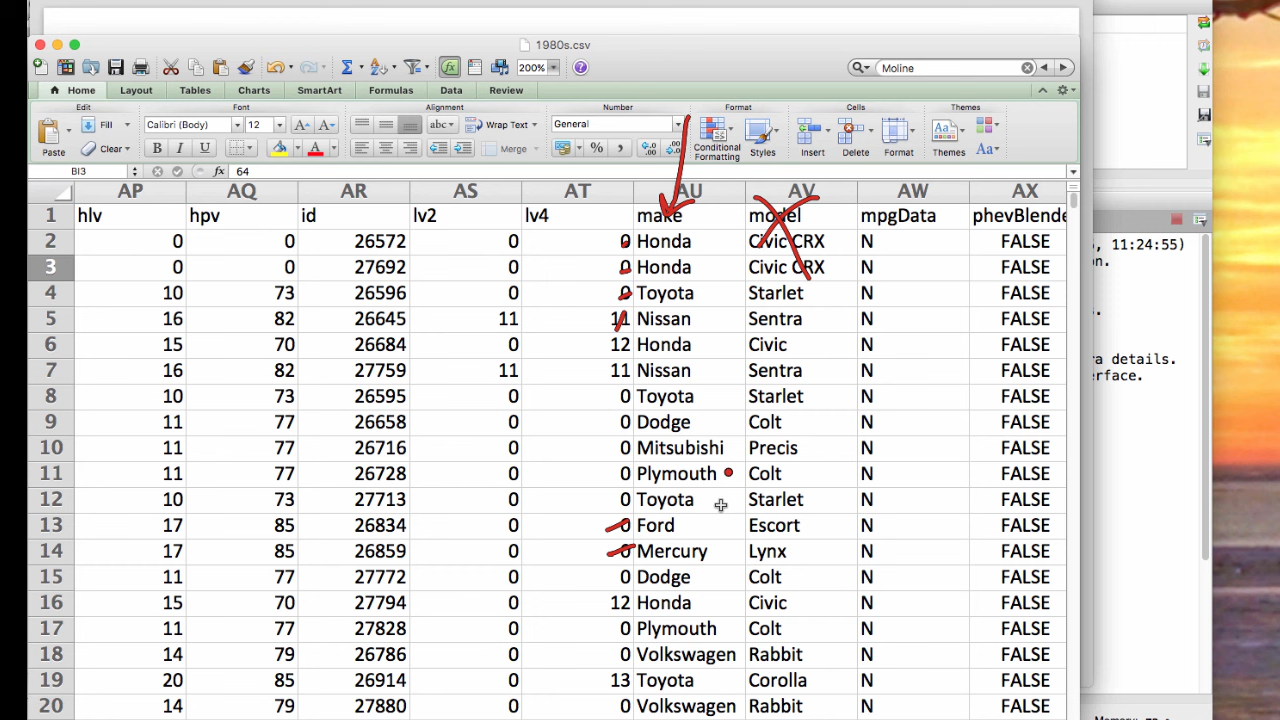 1980s.csv
200% Moline
Home Layout Tables Charts SmartArt Formulas Data Review
Edit Font Alignment Number Format Cells Themes
Fill Calibri (Body) 12 A A abc Wrap Text General
Paste Clear B I U A Merge % , Conditional Formatting Styles Insert Delete Format Themes Aa
BI3 fx 64
AP AQ AR AS AT AU AV AW AX
1 hlv hpv id lv2 lv4 make model mpgData phevBlende
2 0 0 26572 0 0 Honda Civic CRX N FALSE
3 0 0 27692 0 0 Honda Civic CRX N FALSE
4 10 73 26596 0 0 Toyota Starlet N FALSE
5 16 82 26645 11 11 Nissan Sentra N FALSE
6 15 70 26684 0 12 Honda Civic N FALSE
7 16 82 27759 11 11 Nissan Sentra N FALSE
8 10 73 26595 0 0 Toyota Starlet N FALSE
9 11 77 26658 0 0 Dodge Colt N FALSE
10 11 77 26716 0 0 Mitsubishi Precis N FALSE
11 11 77 26728 0 0 Plymouth Colt N FALSE
12 10 73 27713 0 0 Toyota Starlet N FALSE
13 17 85 26834 0 0 Ford Escort N FALSE
14 17 85 26859 0 0 Mercury Lynx N FALSE
15 11 77 27772 0 0 Dodge Colt N FALSE
16 15 70 27794 0 12 Honda Civic N FALSE
17 11 77 27828 0 0 Plymouth Colt N FALSE
18 14 79 26786 0 0 Volkswagen Rabbit N FALSE
19 20 85 26914 0 13 Toyota Corolla N FALSE
20 14 79 27880 0 0 Volkswagen Rabbit N FALSE
, 11:24:55)
on.
s.
ra details.
erface.